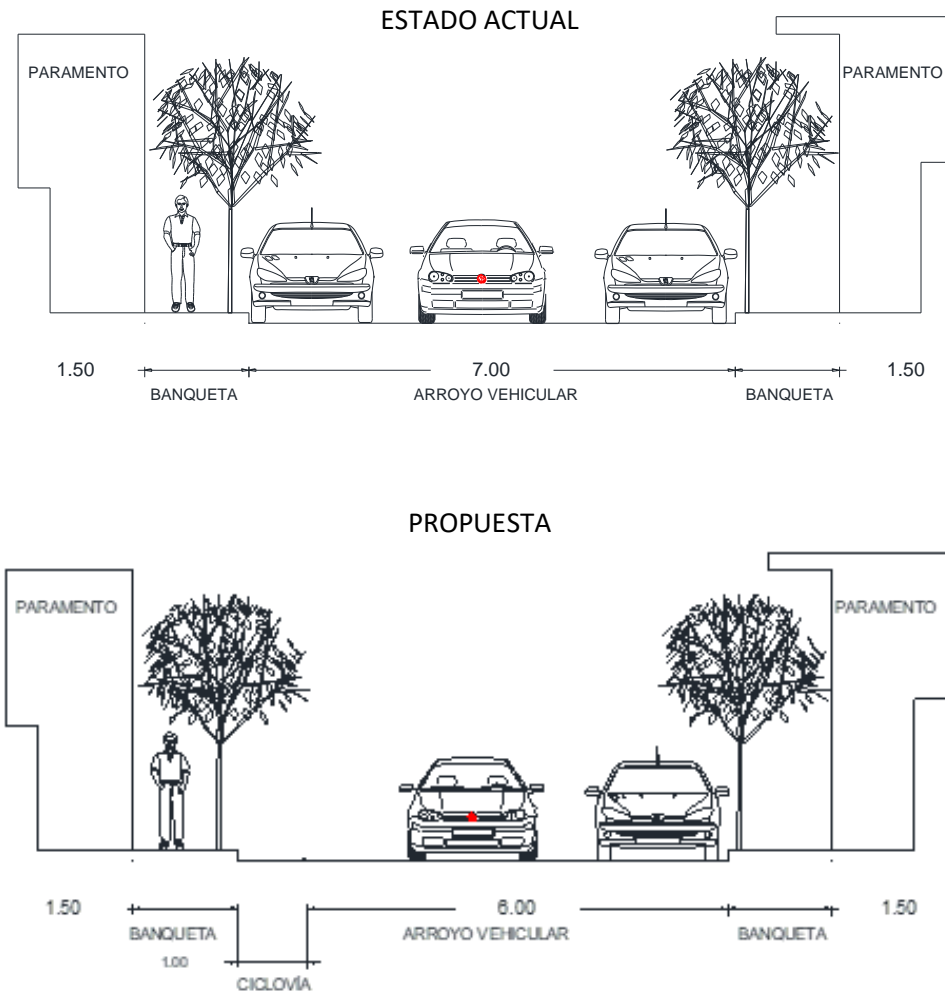 ESTADO ACTUAL
PARAMENTO PARAMENTO
1.50 7.00 1.50
BANQUETA ARROYO VEHICULAR BANQUETA
PROPUESTA
PARAMENTO PARAMENTO
1.50 6.00 1.50
BANQUETA ARROYO VEHICULAR BANQUETA
1.00
CICLOVÍA